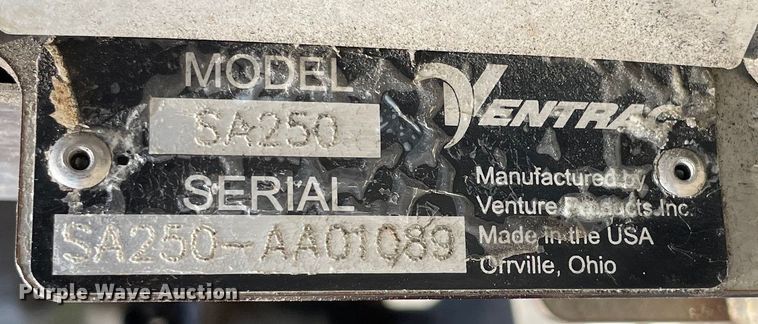 MODEL
SA250
SERIAL
SA250-AA01089
VENTRAC
Manufactured by
Venture Products Inc.
Made in the USA
Orrville, Ohio
Purple Wave Auction